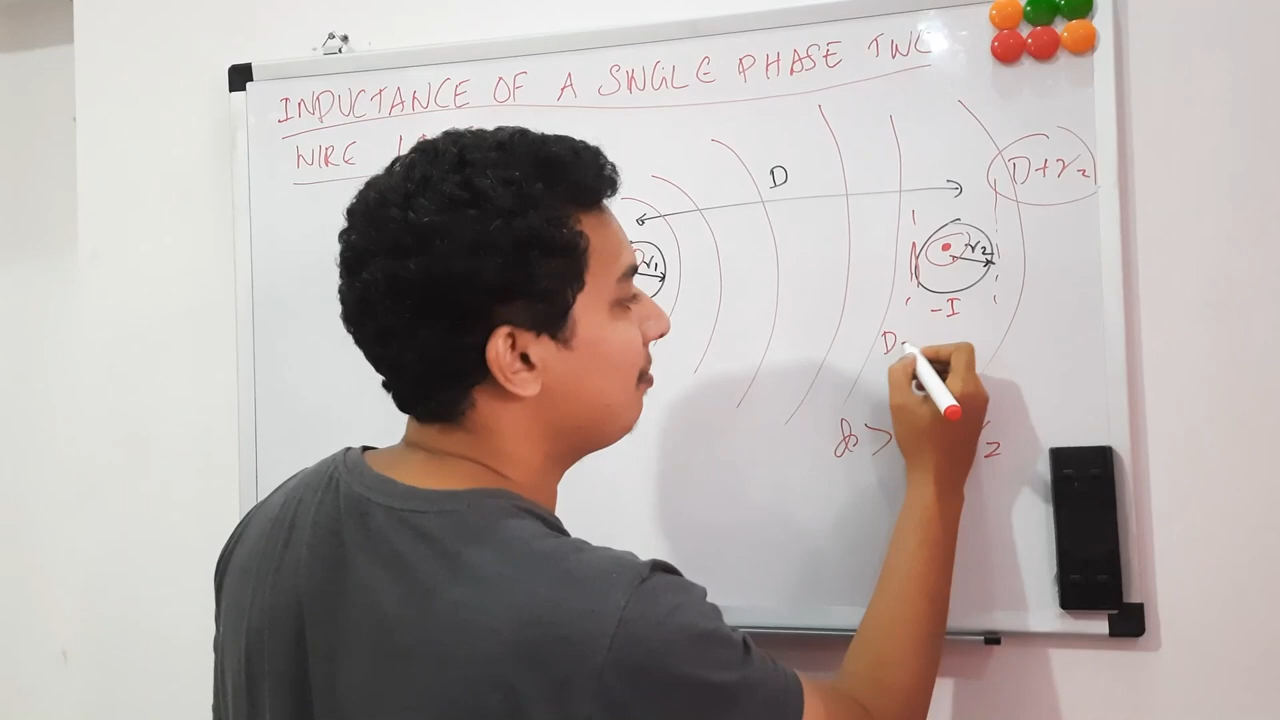 INDUCTANCE OF A SINGLE PHASE TWO
WIRE
D
D+r₂
r₁
r₂
-I
D
2